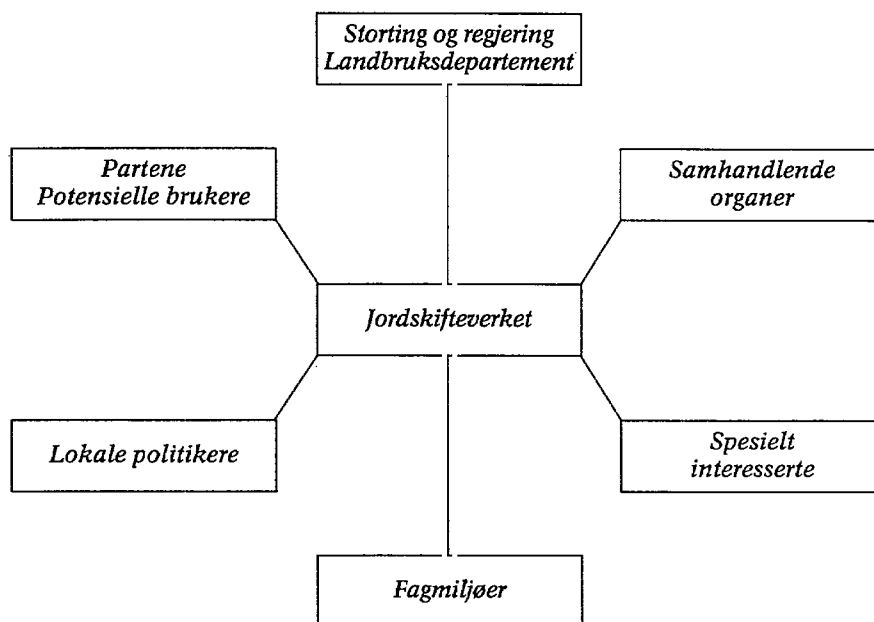 Storting og regjering
Landbruksdepartement
Partene
Potensielle brukere
Samhandlende
organer
Jordskifteverket
Lokale politikere
Spesielt
interesserte
Fagmiljøer